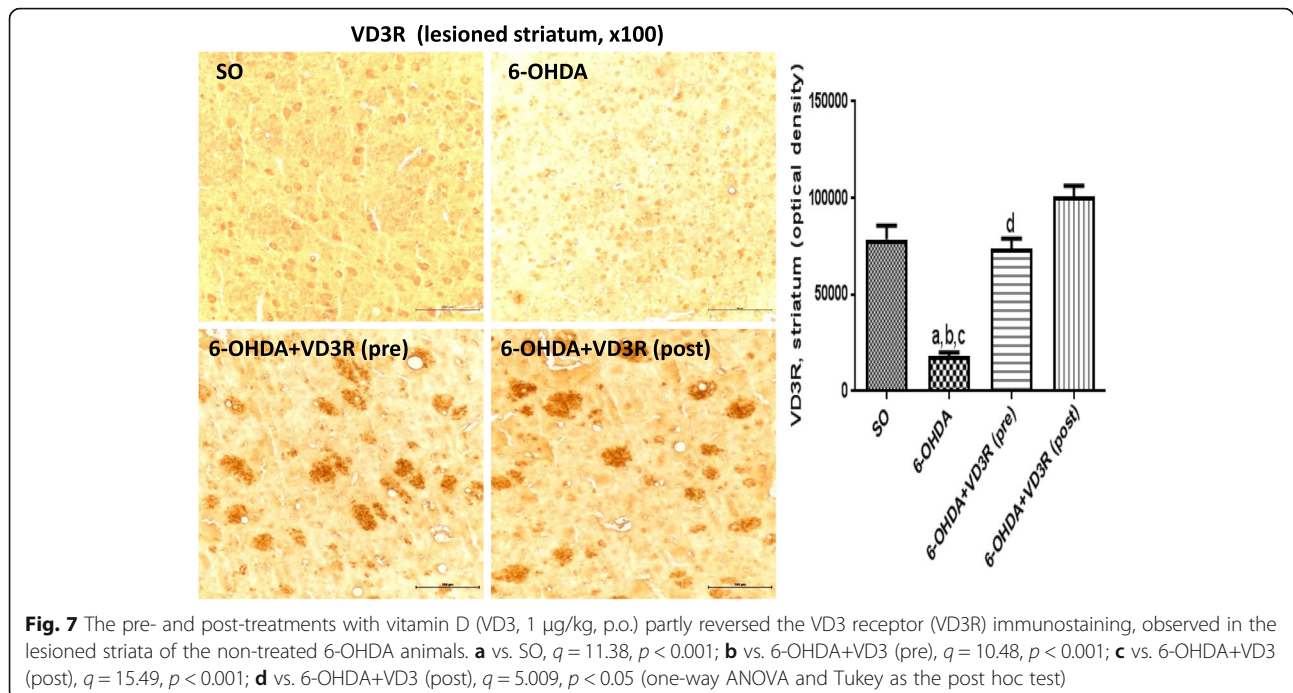 VD3R (lesioned striatum, x100)
SO
6-OHDA
6-OHDA+VD3R (pre)
6-OHDA+VD3R (post)
VD3R, striatum (optical density)
150000
100000
50000
0
a,b,c
d
SO
6-OHDA
6-OHDA+VD3R (pre)
6-OHDA+VD3R (post)
Fig. 7 The pre- and post-treatments with vitamin D (VD3, 1 μg/kg, p.o.) partly reversed the VD3 receptor (VD3R) immunostaining, observed in the
lesioned striata of the non-treated 6-OHDA animals. a vs. SO, q = 11.38, p < 0.001; b vs. 6-OHDA+VD3 (pre), q = 10.48, p < 0.001; c vs. 6-OHDA+VD3
(post), q = 15.49, p < 0.001; d vs. 6-OHDA+VD3 (post), q = 5.009, p < 0.05 (one-way ANOVA and Tukey as the post hoc test)